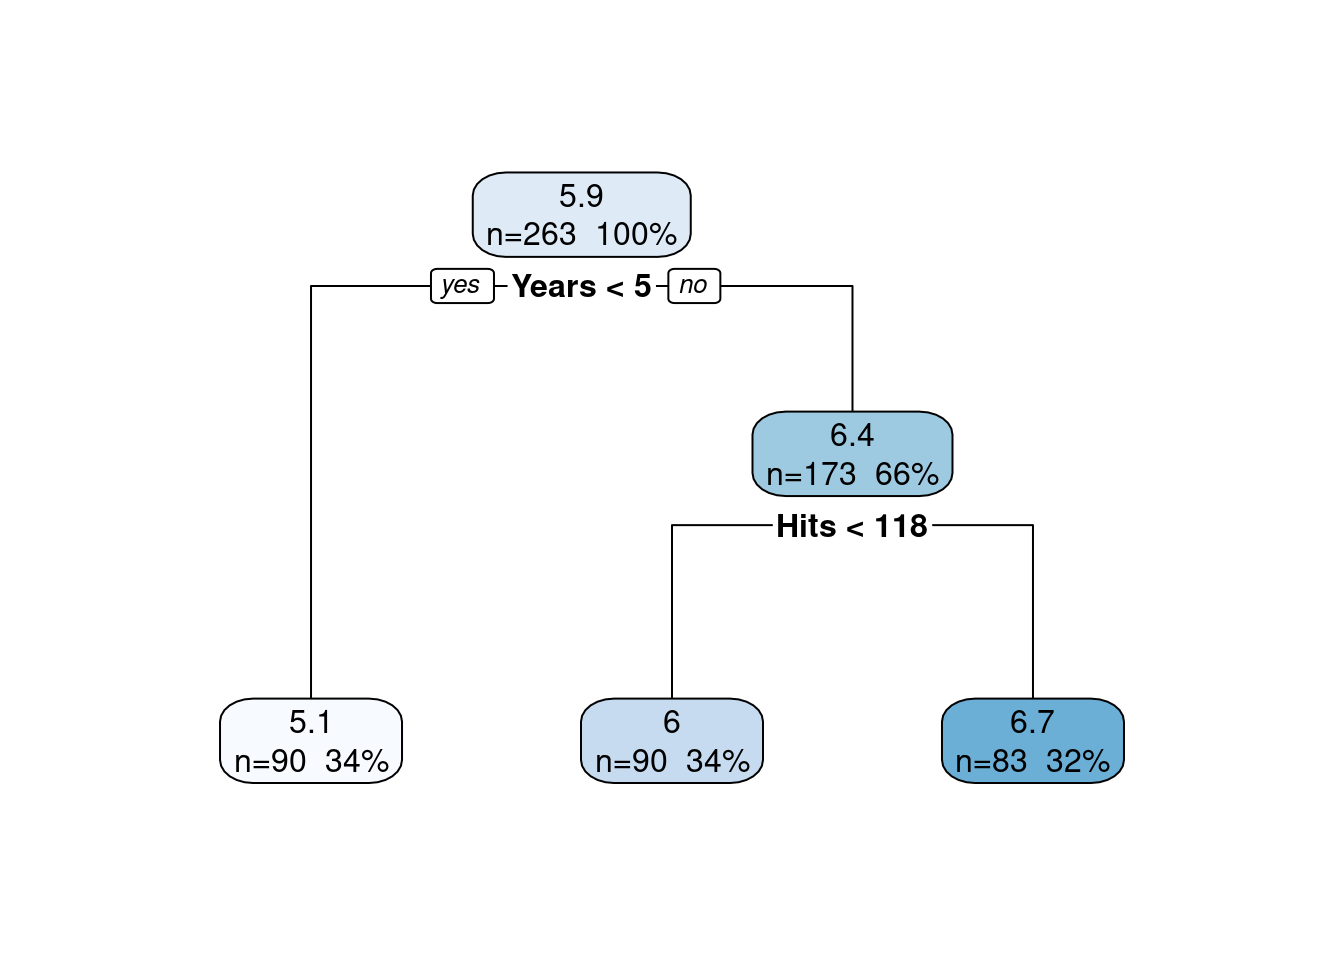 5.9
n=263 100%
yes Years < 5 no
6.4
n=173 66%
Hits < 118
5.1
n=90 34%
6
n=90 34%
6.7
n=83 32%